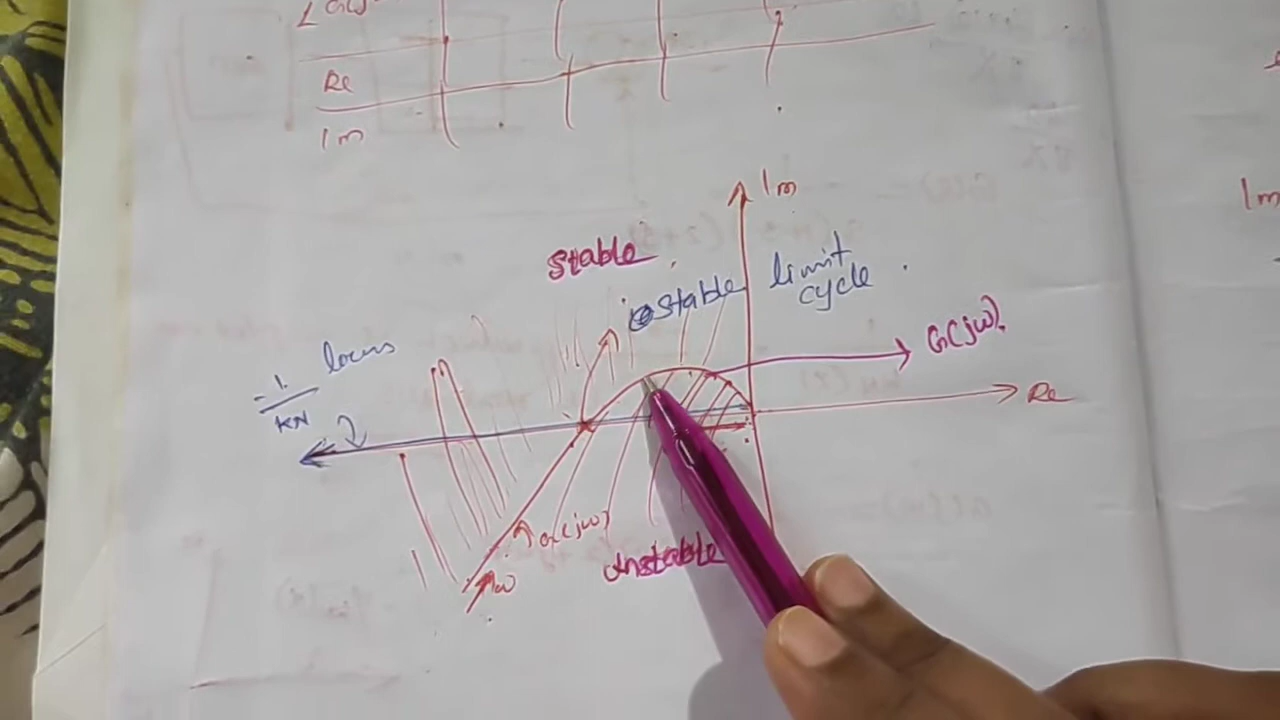 Re
Im
Im
Im
Stable
Stable
limit
cycle
G(jω).
-1/KN locus
Re
G(jω)
ω
Unstable